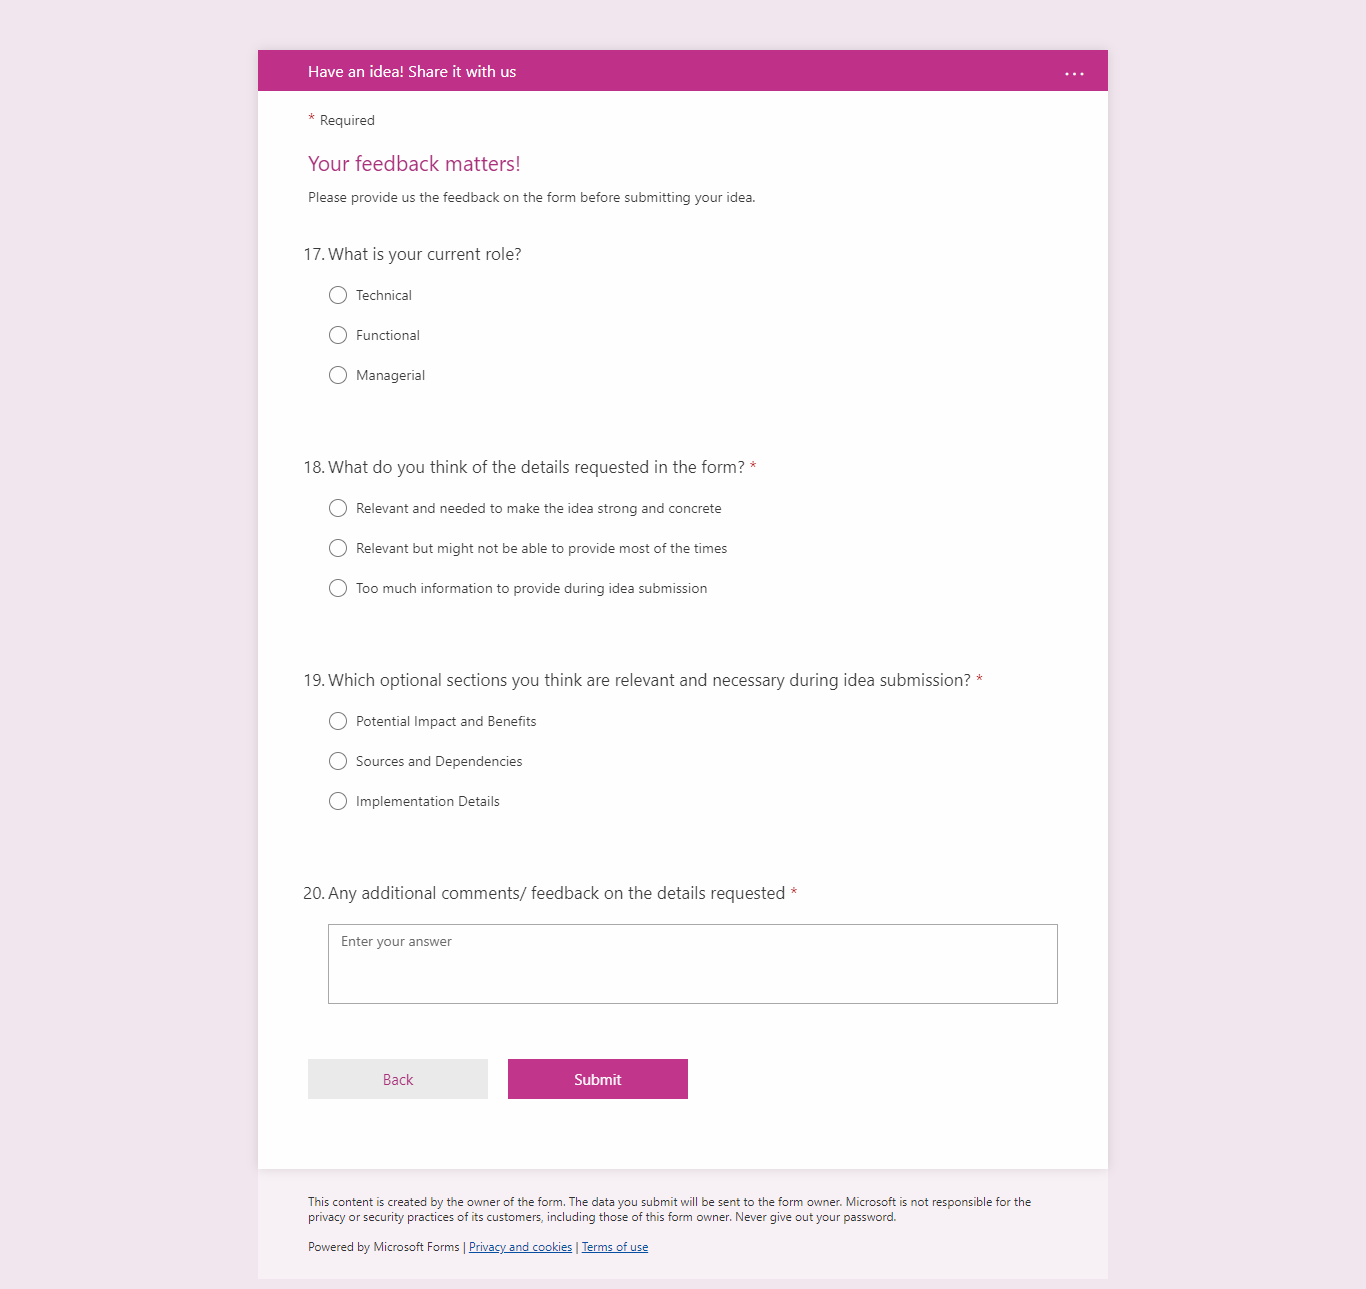 Have an idea! Share it with us
...
* Required
Your feedback matters!
Please provide us the feedback on the form before submitting your idea.
17. What is your current role?
Technical
Functional
Managerial
18. What do you think of the details requested in the form? *
Relevant and needed to make the idea strong and concrete
Relevant but might not be able to provide most of the times
Too much information to provide during idea submission
19. Which optional sections you think are relevant and necessary during idea submission? *
Potential Impact and Benefits
Sources and Dependencies
Implementation Details
20. Any additional comments/ feedback on the details requested *
Enter your answer
Back Submit
This content is created by the owner of the form. The data you submit will be sent to the form owner. Microsoft is not responsible for the
privacy or security practices of its customers, including those of this form owner. Never give out your password.
Powered by Microsoft Forms | Privacy and cookies | Terms of use